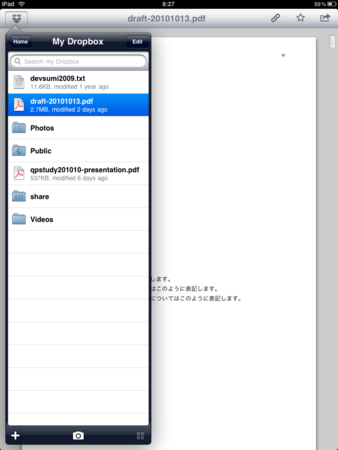 iPad
8:27
89%
draft-20101013.pdf
Home
My Dropbox
Edit
Search my Dropbox
devsumi2009.txt
11.8KB, modified 1 year ago
draft-20101013.pdf
2.7MB, modified 2 days ago
Photos
Public
qpstudy201010-presentation.pdf
537KB, modified 6 days ago
share
Videos
v
します。
はこのように表記します。
についてはこのように表記します。